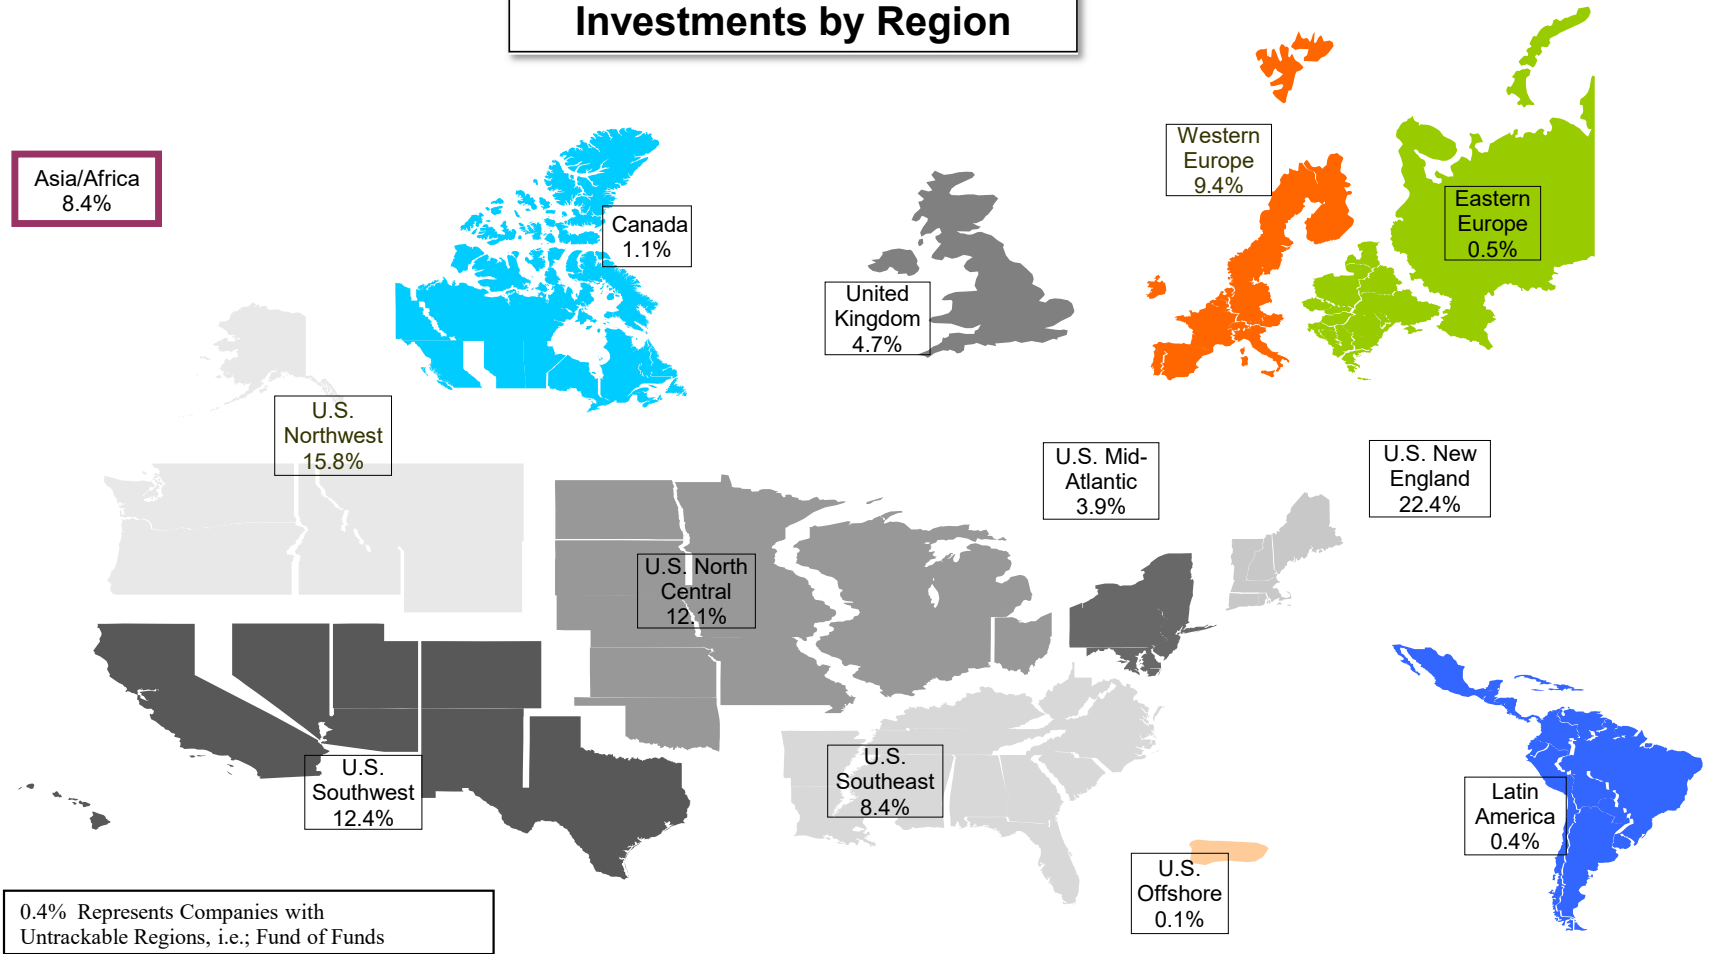 Investments by Region
Asia/Africa
8.4%
Canada
1.1%
United
Kingdom
4.7%
Western
Europe
9.4%
Eastern
Europe
0.5%
U.S.
Northwest
15.8%
U.S. North
Central
12.1%
U.S. Mid-
Atlantic
3.9%
U.S. New
England
22.4%
U.S.
Southwest
12.4%
U.S.
Southeast
8.4%
U.S.
Offshore
0.1%
Latin
America
0.4%
0.4% Represents Companies with
Untrackable Regions, i.e.; Fund of Funds